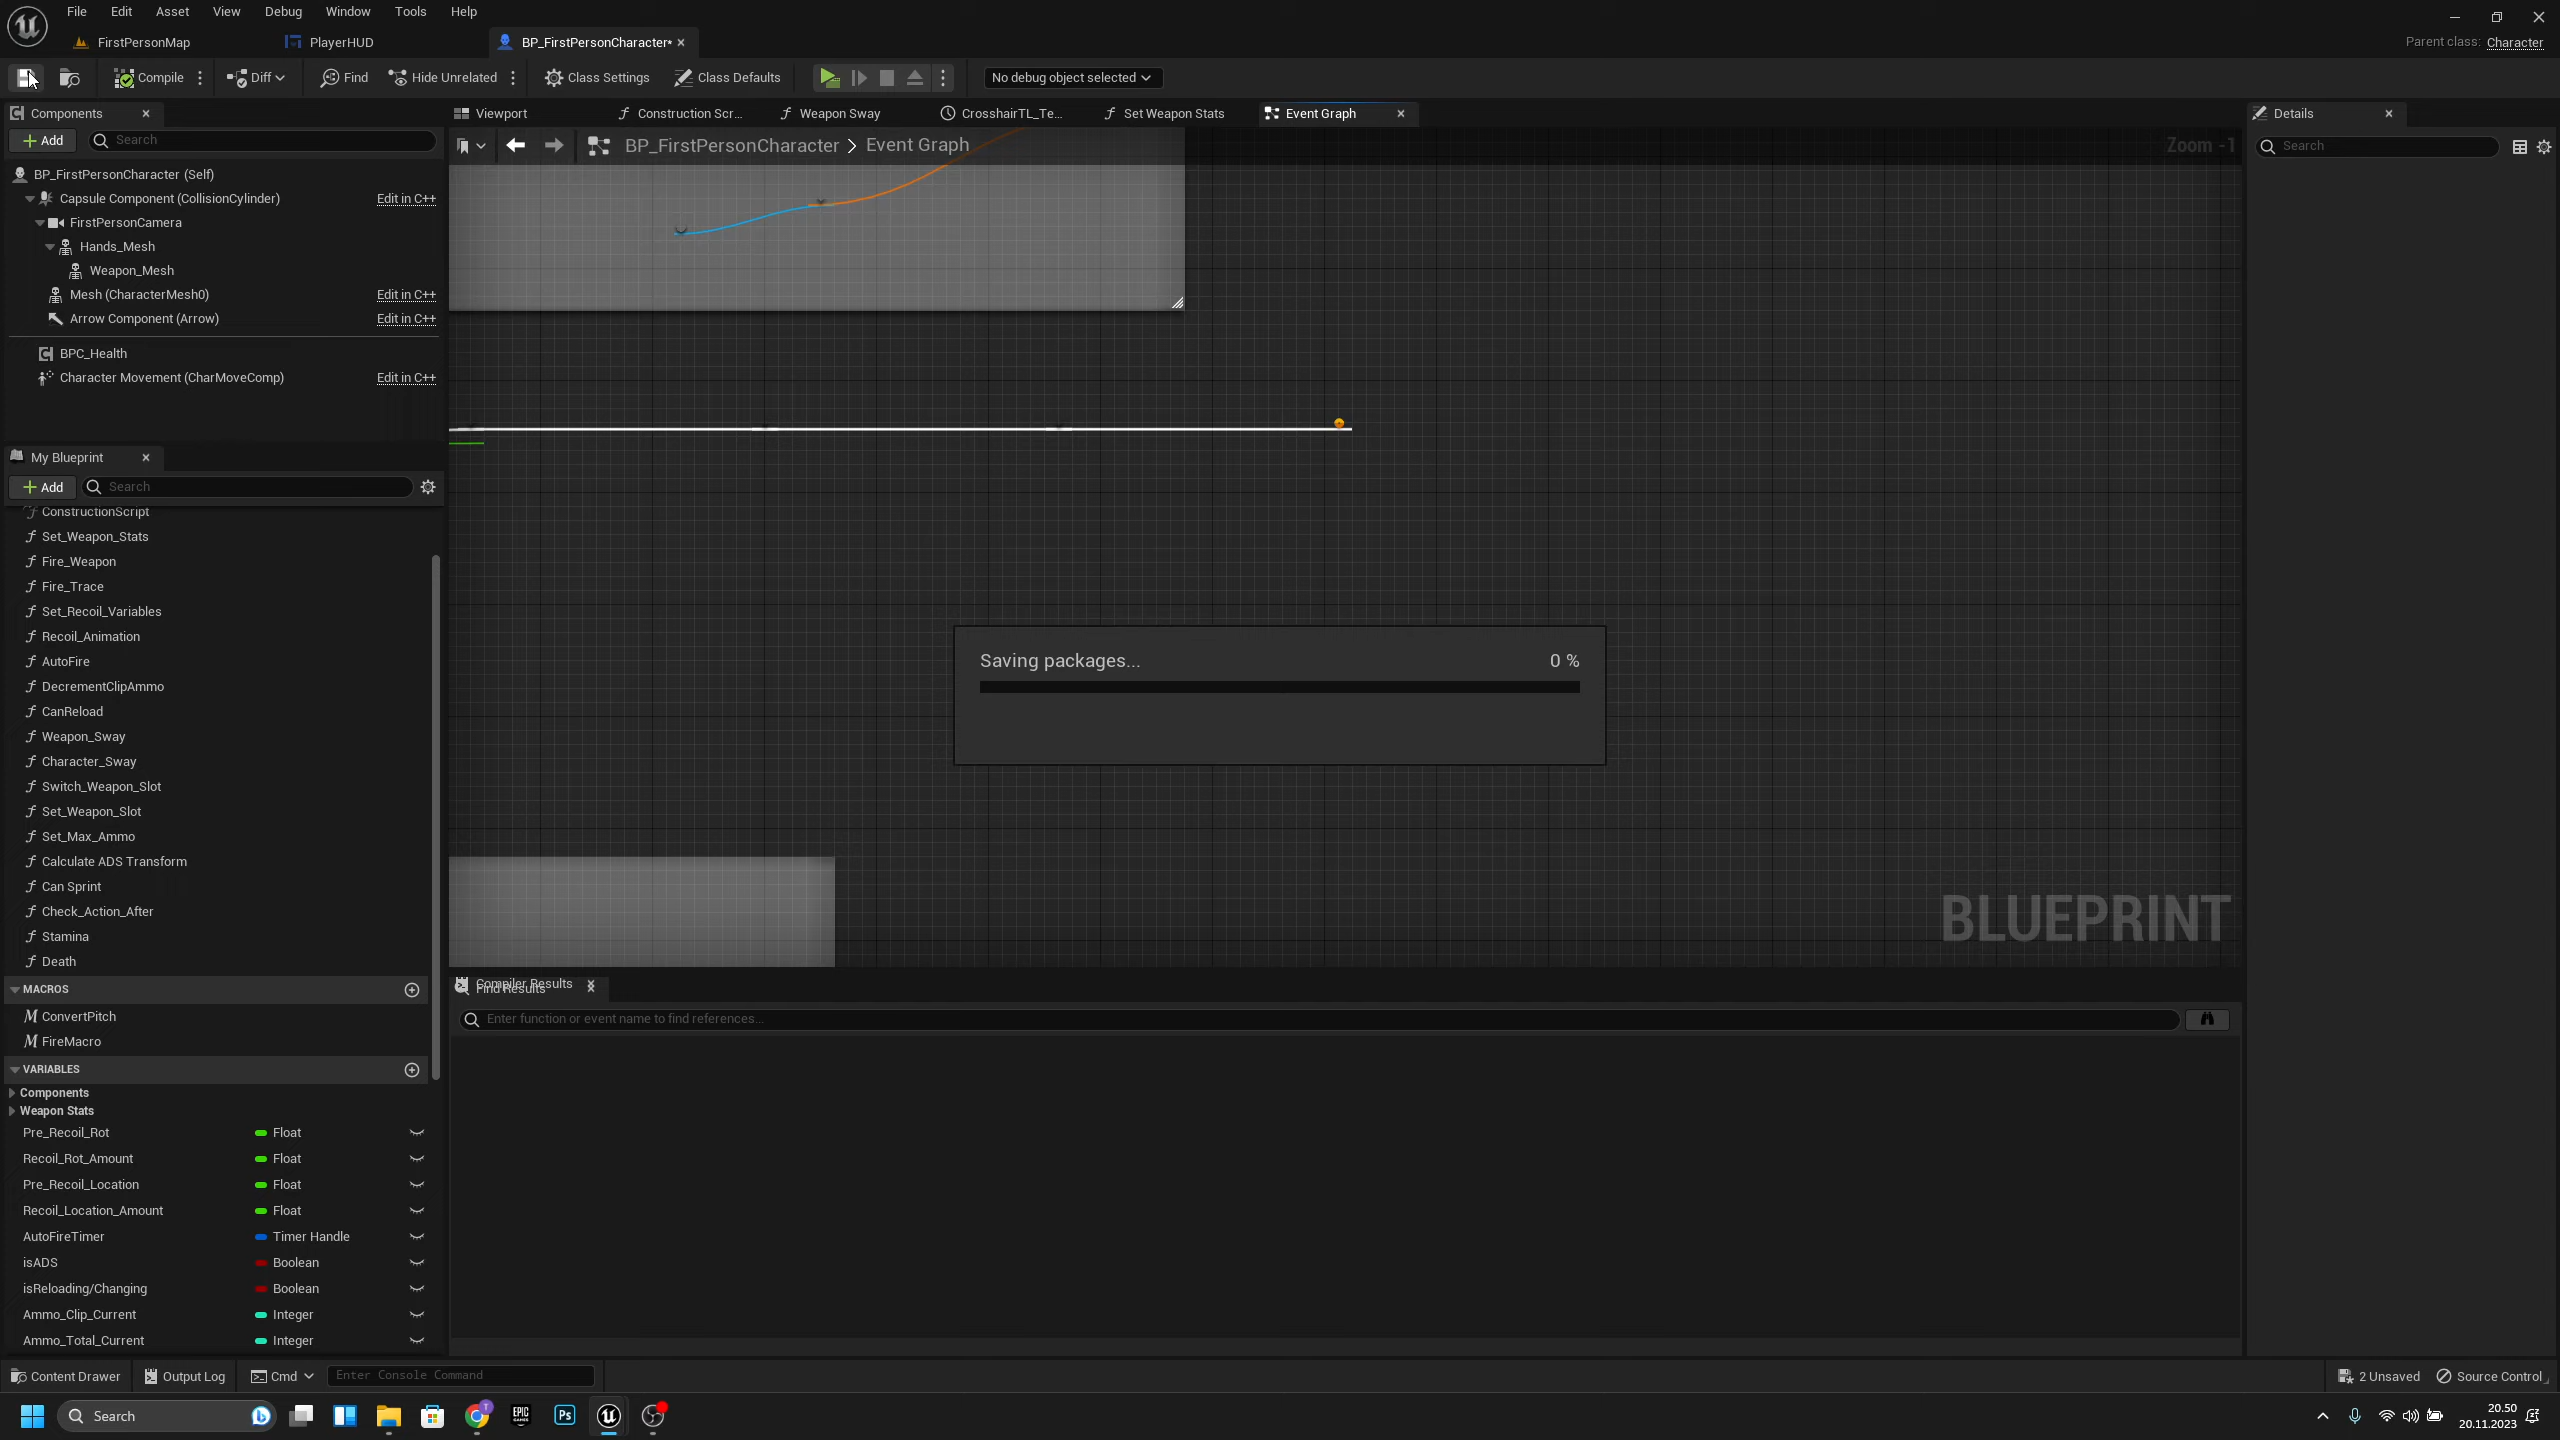 File Edit Asset View Debug Window Tools Help
FirstPersonMap PlayerHUD BP_FirstPersonCharacter*
Parent class: Character
Compile Diff Find Hide Unrelated Class Settings Class Defaults No debug object selected
Components
Viewport Construction Scr... Weapon Sway CrosshairTL_Te... Set Weapon Stats Event Graph
Details
Add Search
BP_FirstPersonCharacter > Event Graph
Zoom -1
Search
BP_FirstPersonCharacter (Self)
Capsule Component (CollisionCylinder) Edit in C++
FirstPersonCamera
Hands_Mesh
Weapon_Mesh
Mesh (CharacterMesh0) Edit in C++
Arrow Component (Arrow) Edit in C++
BPC_Health
Character Movement (CharMoveComp) Edit in C++
My Blueprint
Add Search
ConstructionScript
Set_Weapon_Stats
Fire_Weapon
Fire_Trace
Set_Recoil_Variables
Recoil_Animation
AutoFire
DecrementClipAmmo
CanReload
Weapon_Sway
Character_Sway
Switch_Weapon_Slot
Set_Weapon_Slot
Set_Max_Ammo
Calculate ADS Transform
Can Sprint
Check_Action_After
Stamina
Death
MACROS
ConvertPitch
FireMacro
VARIABLES
Components
Weapon Stats
Pre_Recoil_Rot Float
Recoil_Rot_Amount Float
Pre_Recoil_Location Float
Recoil_Location_Amount Float
AutoFireTimer Timer Handle
isADS Boolean
isReloading/Changing Boolean
Ammo_Clip_Current Integer
Ammo_Total_Current Integer
Saving packages... 0 %
BLUEPRINT
Compiler Results
Find Results
Enter function or event name to find references...
Content Drawer Output Log Cmd Enter Console Command
2 Unsaved Source Control
Search
EPIC GAMES
Ps
T
20.50
20.11.2023